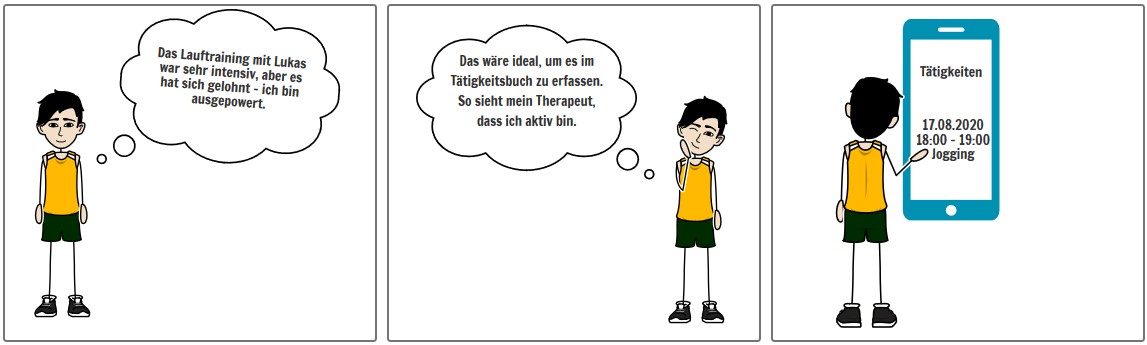 Das Lauftraining mit Lukas
war sehr intensiv, aber es
hat sich gelohnt - ich bin
ausgepowert.
Das wäre ideal, um es im
Tätigkeitsbuch zu erfassen.
So sieht mein Therapeut,
dass ich aktiv bin.
Tätigkeiten
17.08.2020
18:00 - 19:00
Jogging